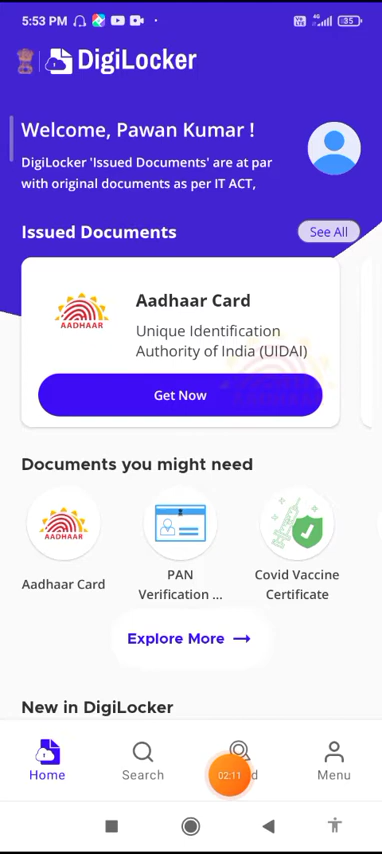 5:53 PM
4G
35
DigiLocker
Welcome, Pawan Kumar !
DigiLocker 'Issued Documents' are at par
with original documents as per IT ACT,
Issued Documents
See All
AADHAAR
Aadhaar Card
Unique Identification
Authority of India (UIDAI)
Get Now
Documents you might need
AADHAAR
Aadhaar Card
PAN
Verification ...
Covid Vaccine
Certificate
Explore More →
New in DigiLocker
Home
Search
02:11
Menu